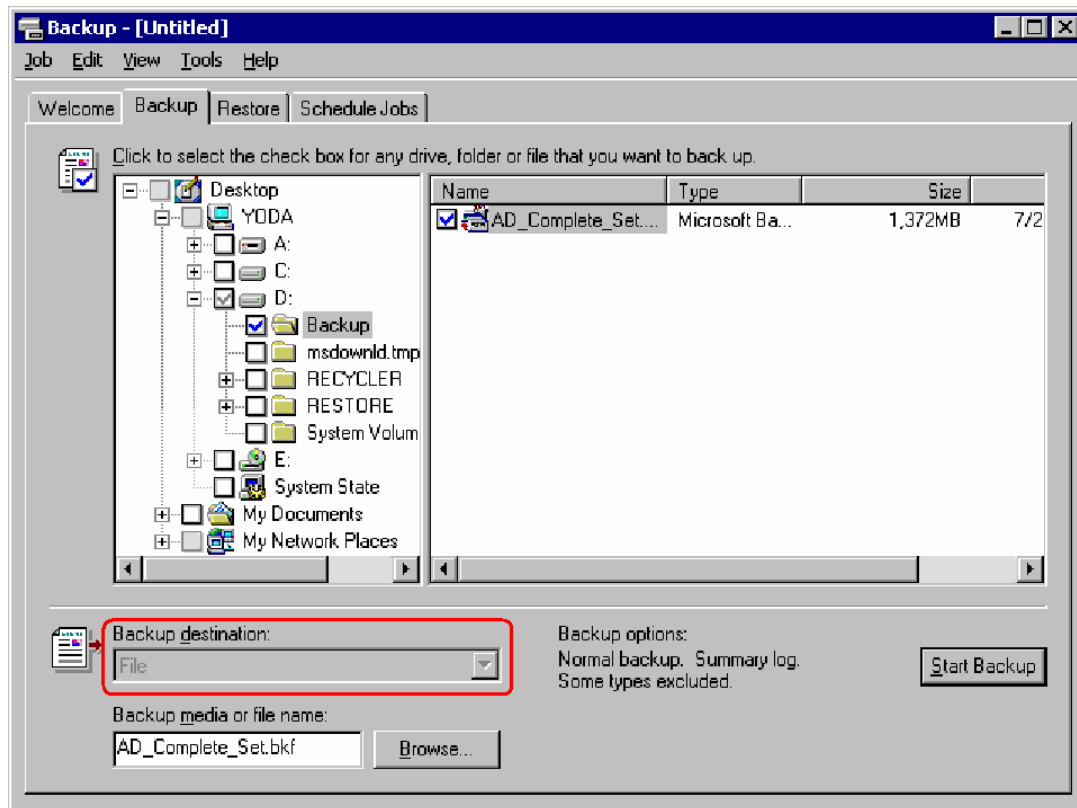 Backup - [Untitled]
Job Edit View Tools Help
Welcome Backup Restore Schedule Jobs
Click to select the check box for any drive, folder or file that you want to back up.
Desktop
YODA
A:
C:
D:
Backup
msdownld.tmp
RECYCLER
RESTORE
System Volum
E:
System State
My Documents
My Network Places
Name Type Size
AD_Complete_Set.... Microsoft Ba... 1,372MB 7/2
Backup destination:
File
Backup media or file name:
AD_Complete_Set.bkf
Browse...
Backup options:
Normal backup. Summary log.
Some types excluded.
Start Backup